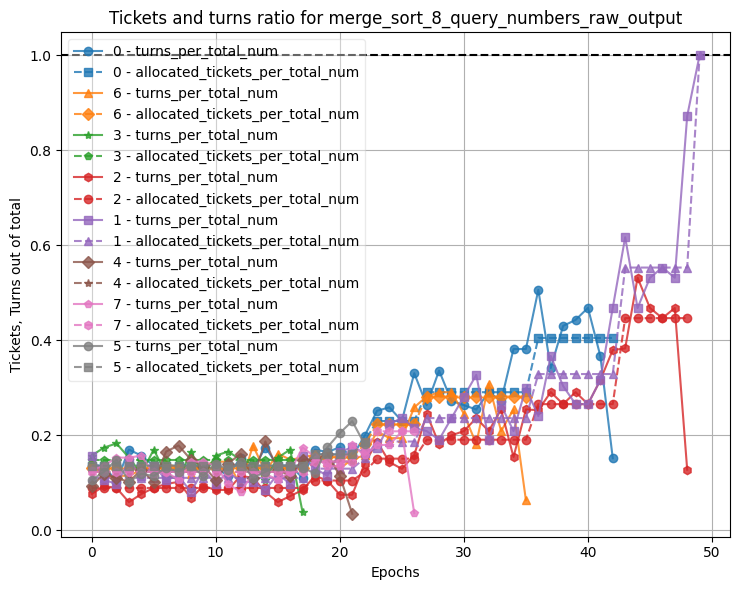 Tickets and turns ratio for merge_sort_8_query_numbers_raw_output
Tickets, Turns out of total
1.0
0.8
0.6
0.4
0.2
0.0
0 - turns_per_total_num
0 - allocated_tickets_per_total_num
6 - turns_per_total_num
6 - allocated_tickets_per_total_num
3 - turns_per_total_num
3 - allocated_tickets_per_total_num
2 - turns_per_total_num
2 - allocated_tickets_per_total_num
1 - turns_per_total_num
1 - allocated_tickets_per_total_num
4 - turns_per_total_num
4 - allocated_tickets_per_total_num
7 - turns_per_total_num
7 - allocated_tickets_per_total_num
5 - turns_per_total_num
5 - allocated_tickets_per_total_num
0 10 20 30 40 50
Epochs